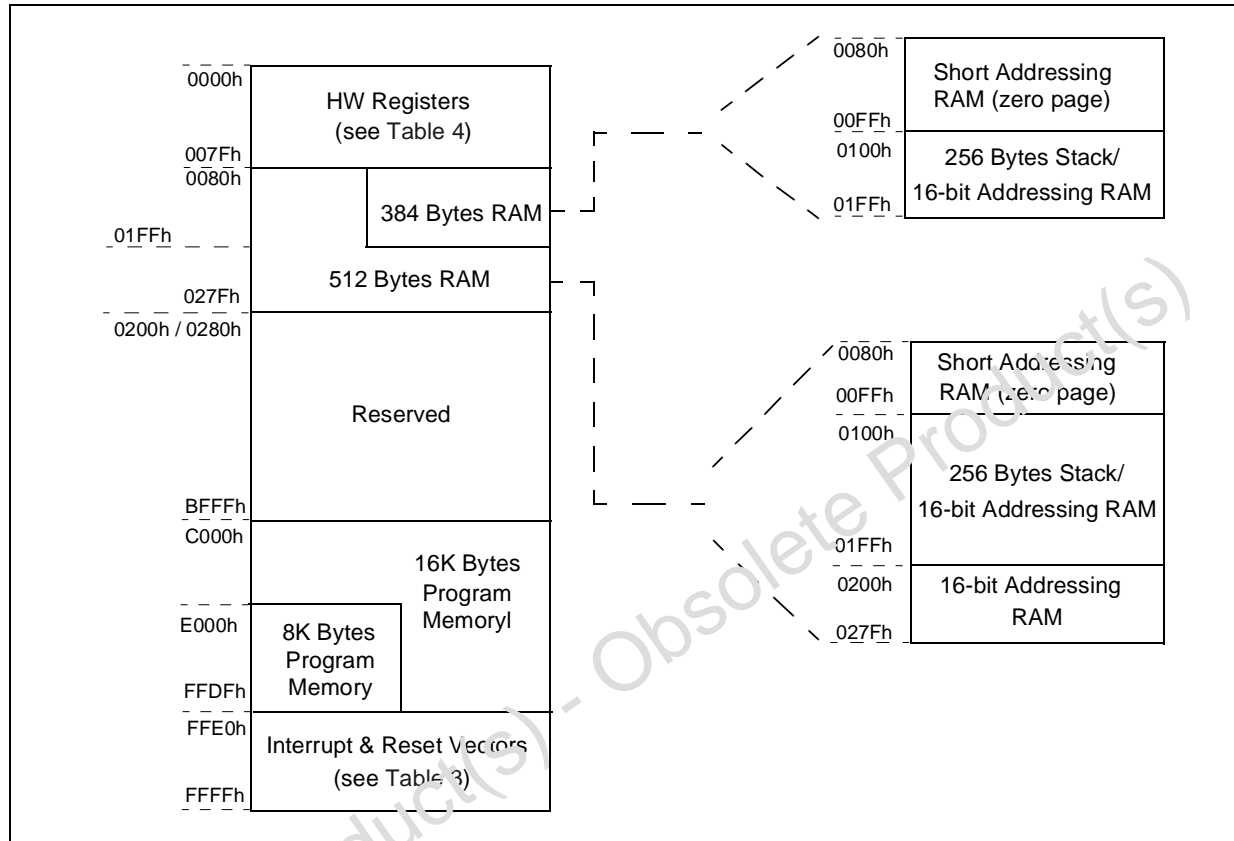 0000h
HW Registers
(see Table 4)
007Fh
0080h
384 Bytes RAM
01FFh
512 Bytes RAM
027Fh
0200h / 0280h
Reserved
BFFFh
C000h
16K Bytes
Program
Memoryl
E000h
8K Bytes
Program
Memory
FFDFh
FFE0h
Interrupt & Reset Vectors
(see Table 3)
FFFFh
0080h
Short Addressing
RAM (zero page)
00FFh
0100h
256 Bytes Stack/
16-bit Addressing RAM
01FFh
0080h
Short Addressing
RAM (zero page)
00FFh
0100h
256 Bytes Stack/
16-bit Addressing RAM
01FFh
0200h
16-bit Addressing
RAM
027Fh
oduct(s) - Obsolete Product(s)